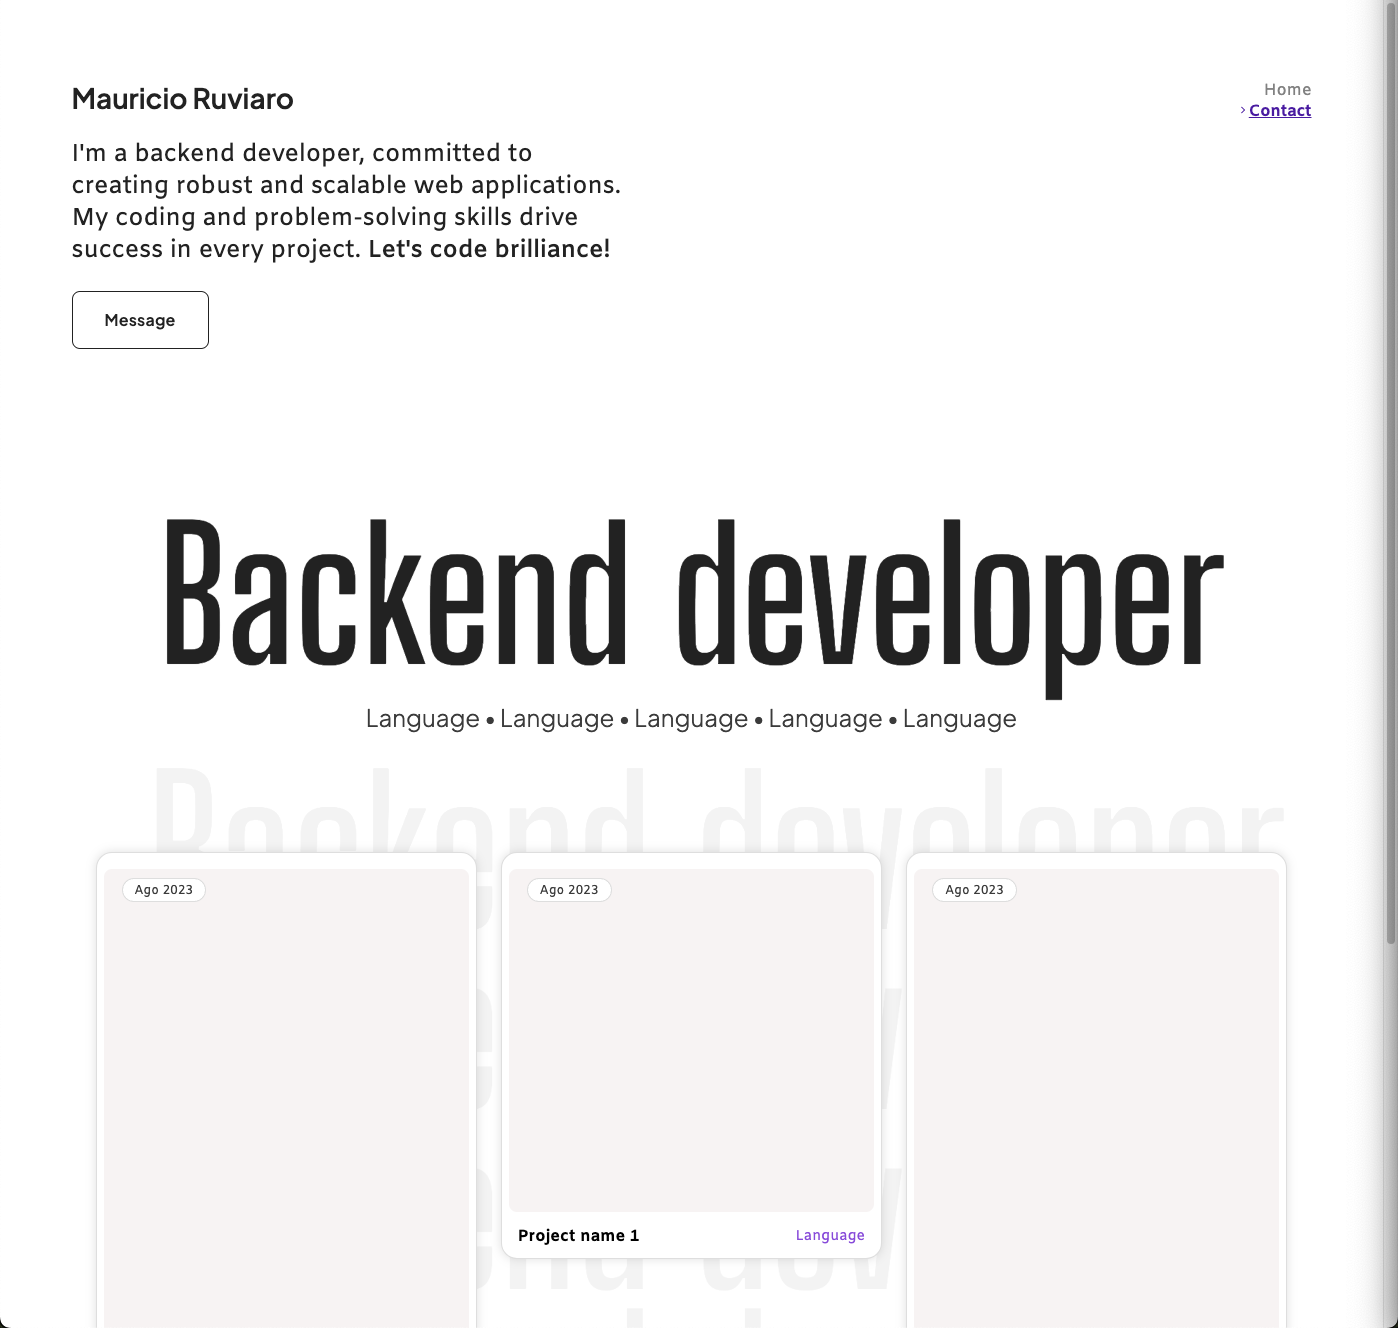 Mauricio Ruviaro
Home
› Contact
I'm a backend developer, committed to
creating robust and scalable web applications.
My coding and problem-solving skills drive
success in every project. Let's code brilliance!
Message
Backend developer
Language • Language • Language • Language • Language
Backend developer
Ago 2023
Ago 2023
Ago 2023
Project name 1
Language